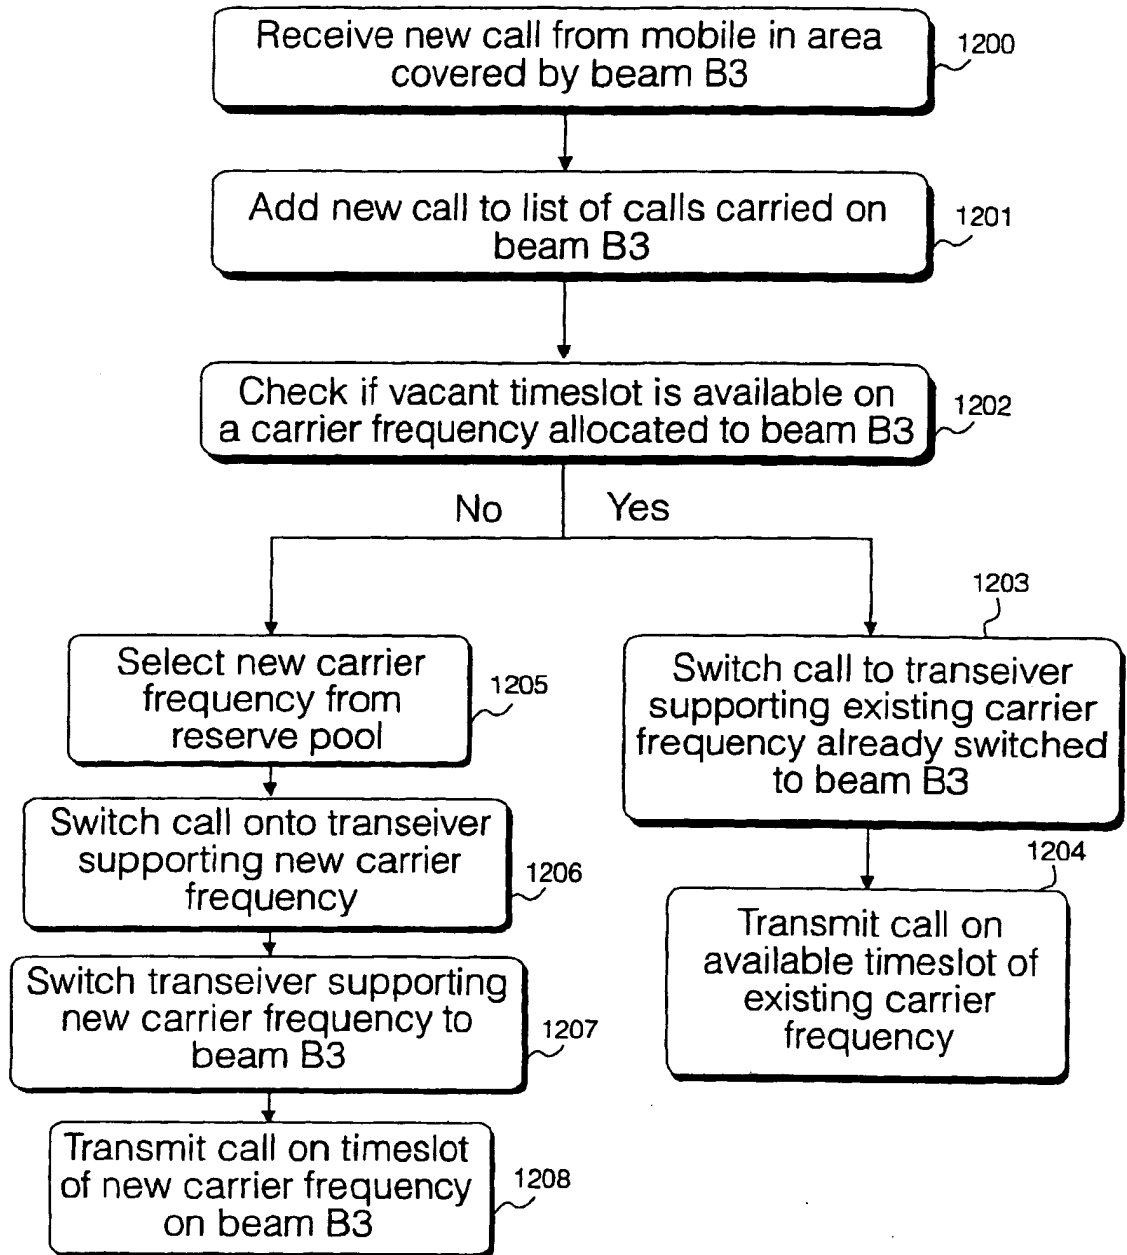 Receive new call from mobile in area
covered by beam B3
1200
Add new call to list of calls carried on
beam B3
1201
Check if vacant timeslot is available on
a carrier frequency allocated to beam B3
1202
No
Yes
1203
Switch call to transeiver
supporting existing carrier
frequency already switched
to beam B3
1204
Transmit call on
available timeslot of
existing carrier
frequency
Select new carrier
frequency from
reserve pool
1205
Switch call onto transeiver
supporting new carrier
frequency
1206
Switch transeiver supporting
new carrier frequency to
beam B3
1207
Transmit call on timeslot
of new carrier frequency
on beam B3
1208